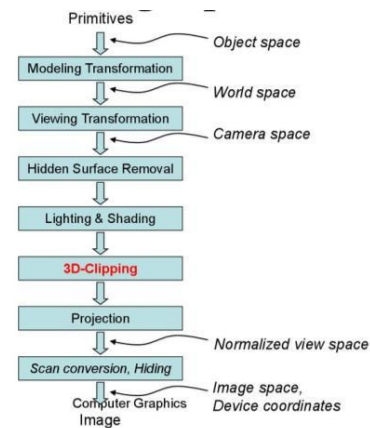 Primitives
Object space
Modeling Transformation
World space
Viewing Transformation
Camera space
Hidden Surface Removal
Lighting & Shading
3D-Clipping
Projection
Normalized view space
Scan conversion, Hiding
Image space,
Device coordinates
Computer Graphics
Image